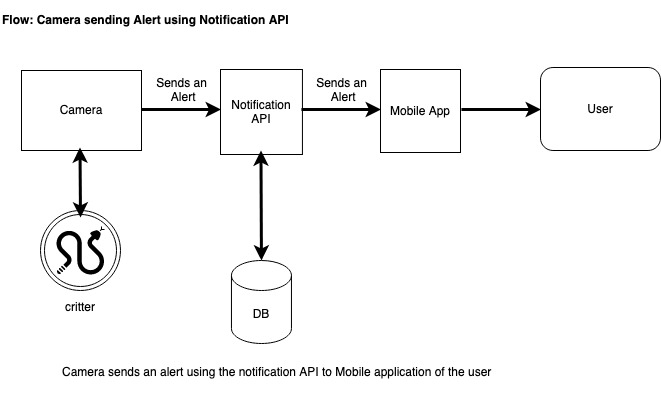 Flow: Camera sending Alert using Notification API
Sends an
Alert
Sends an
Alert
Camera
Notification
API
Mobile App
User
critter
DB
Camera sends an alert using the notification API to Mobile application of the user